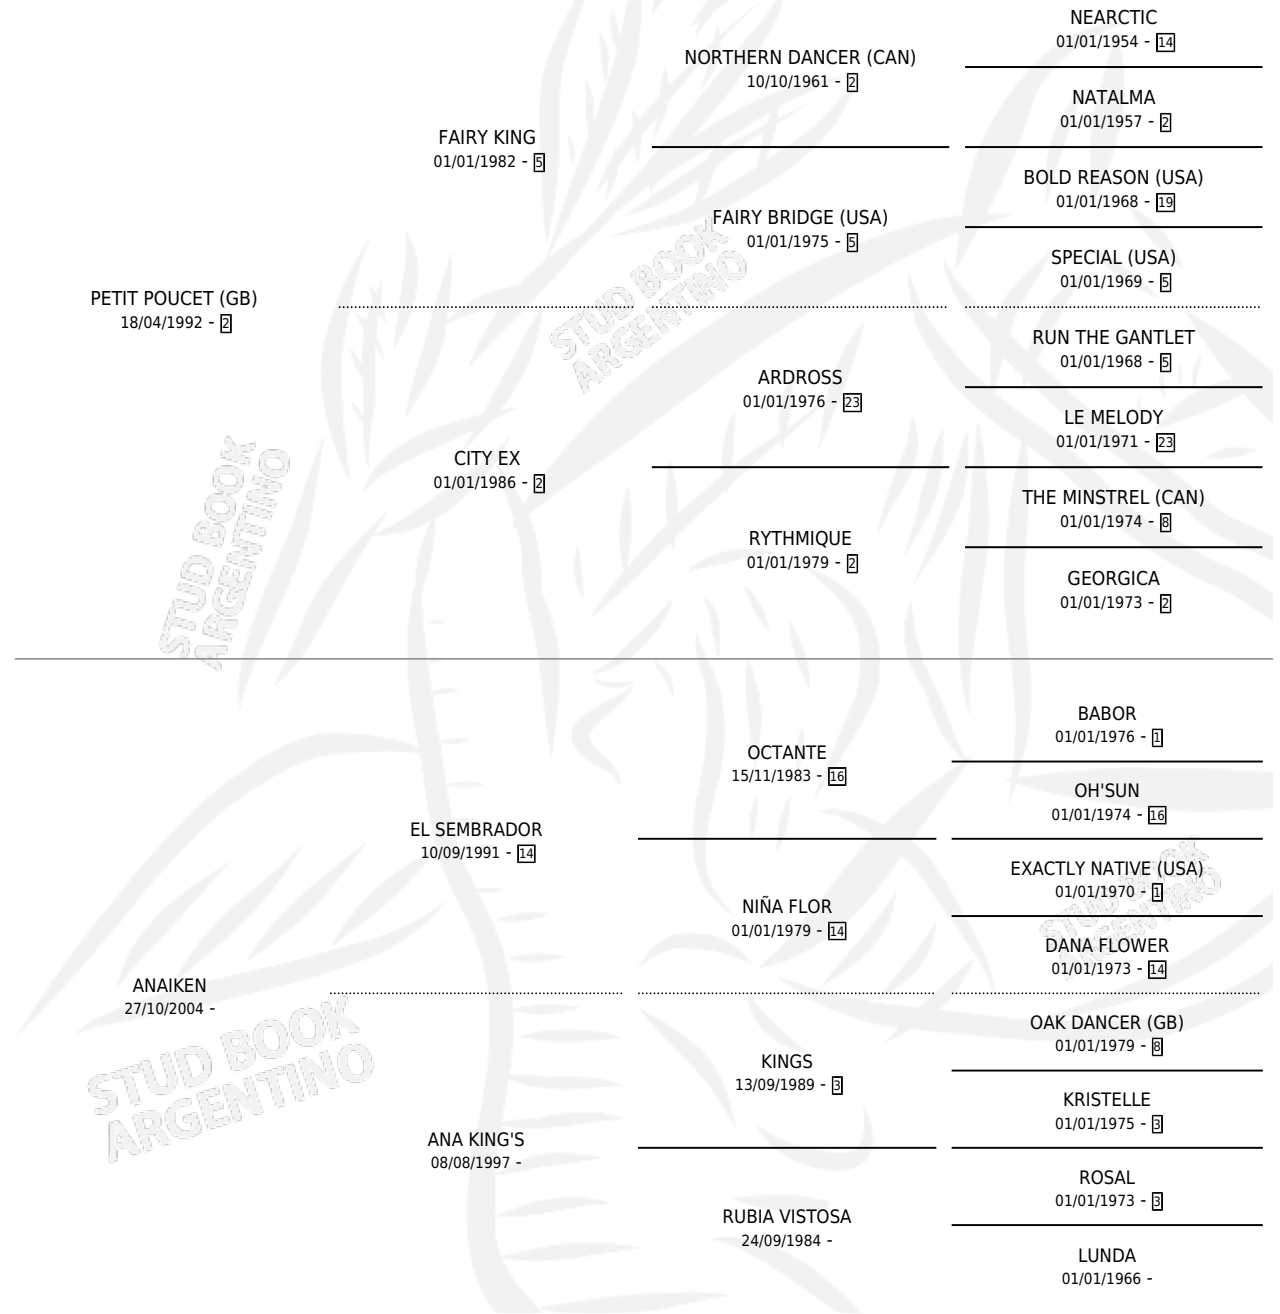 NEARCTIC
01/01/1954 - 14
NORTHERN DANCER (CAN)
10/10/1961 - 2
NATALMA
01/01/1957 - 2
FAIRY KING
01/01/1982 - 5
BOLD REASON (USA)
01/01/1968 - 19
FAIRY BRIDGE (USA)
01/01/1975 - 5
SPECIAL (USA)
01/01/1969 - 5
PETIT POUCET (GB)
18/04/1992 - 2
RUN THE GANTLET
01/01/1968 - 5
ARDROSS
01/01/1976 - 23
LE MELODY
01/01/1971 - 23
CITY EX
01/01/1986 - 2
THE MINSTREL (CAN)
01/01/1974 - 8
RYTHMIQUE
01/01/1979 - 2
GEORGICA
01/01/1973 - 2
BABOR
01/01/1976 - 1
OCTANTE
15/11/1983 - 16
OH'SUN
01/01/1974 - 16
EL SEMBRADOR
10/09/1991 - 14
EXACTLY NATIVE (USA)
01/01/1970 - 1
NIÑA FLOR
01/01/1979 - 14
DANA FLOWER
01/01/1973 - 14
ANAIKEN
27/10/2004 -
OAK DANCER (GB)
01/01/1979 - 8
KINGS
13/09/1989 - 3
KRISTELLE
01/01/1975 - 3
ANA KING'S
08/08/1997 -
ROSAL
01/01/1973 - 3
RUBIA VISTOSA
24/09/1984 -
LUNDA
01/01/1966 -
STUD BOOK
ARGENTINO
STUD BOOK
ARGENTINO
STUD BOOK
ARGENTINO
STUD BOOK
ARGENTINO